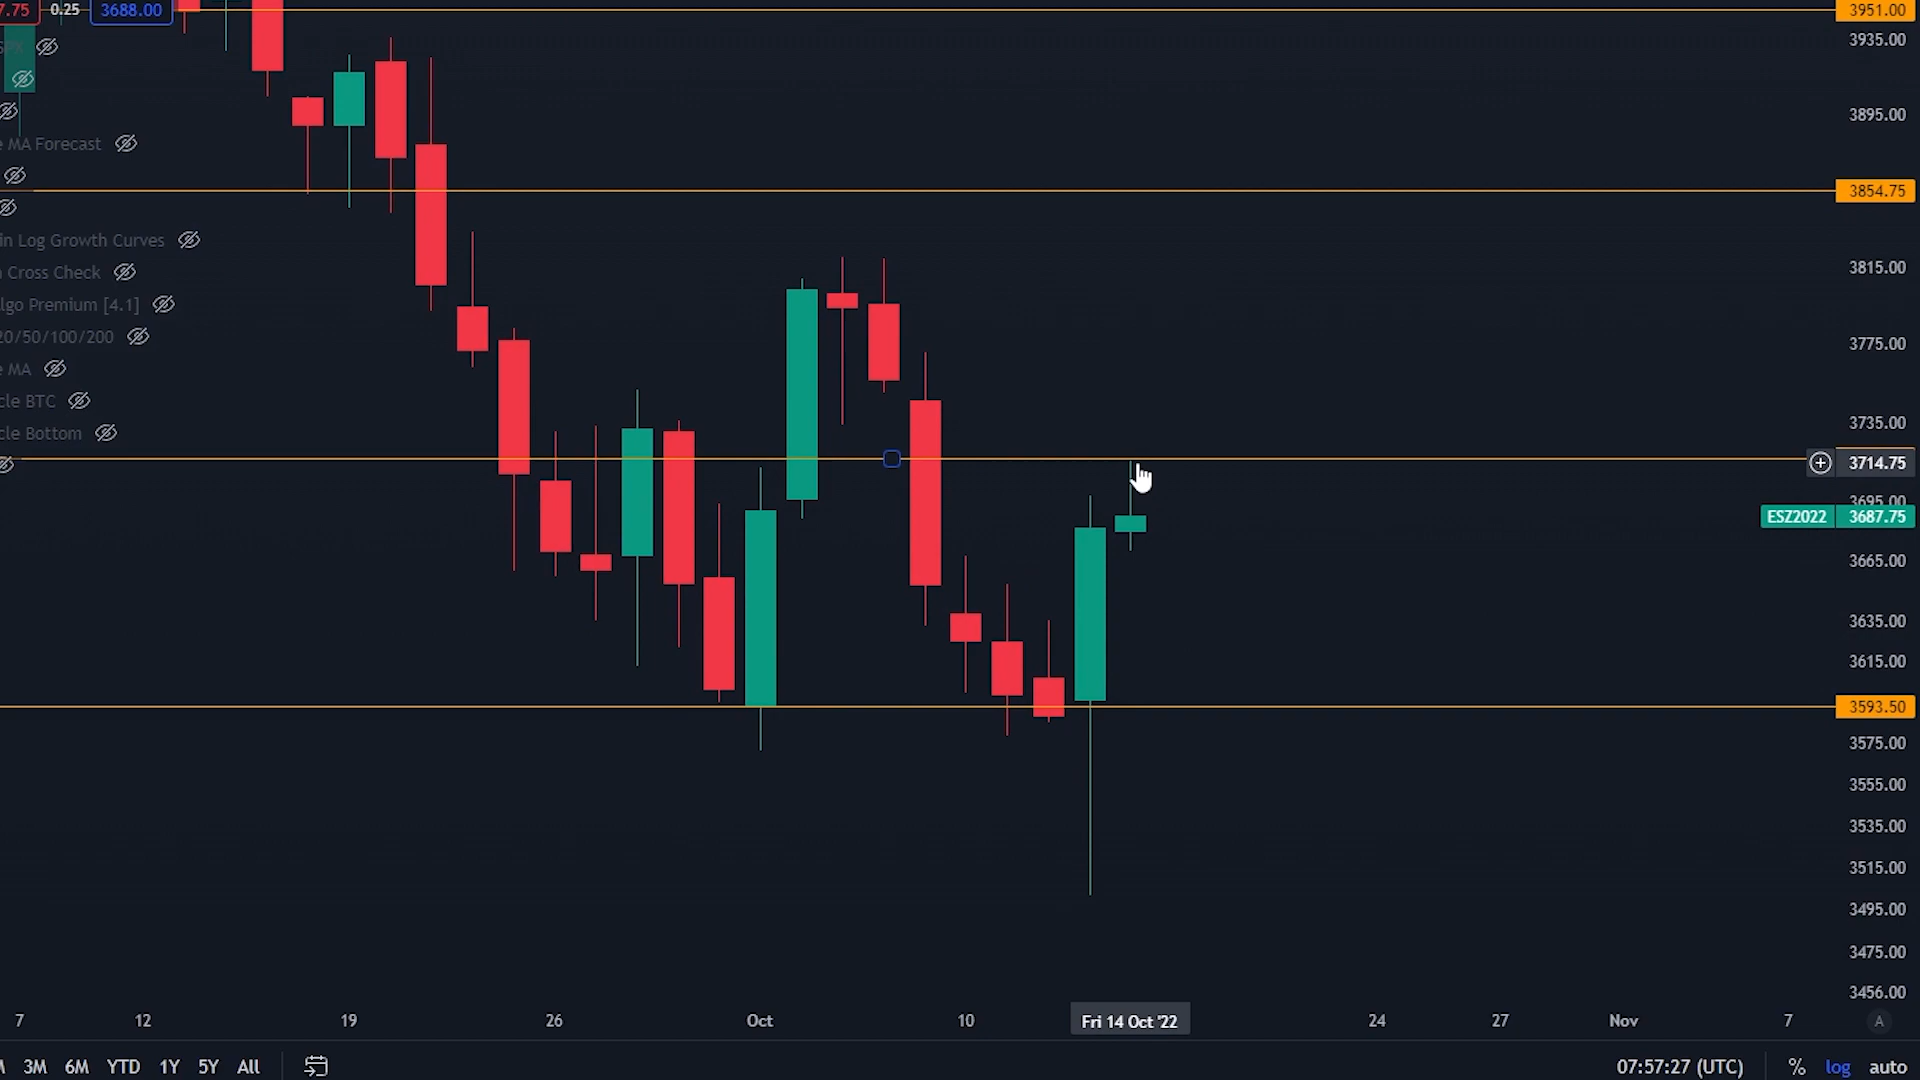 7.75 0.25 3688.00
SPX
e MA Forecast
in Log Growth Curves
Cross Check
lgo Premium [4.1]
20/50/100/200
e MA
cle BTC
cle Bottom
3951.00
3935.00
3895.00
3854.75
3815.00
3775.00
3735.00
3714.75
3695.00
ESZ2022 3687.75
3665.00
3635.00
3615.00
3593.50
3575.00
3555.00
3535.00
3515.00
3495.00
3475.00
3456.00
7 12 19 26 Oct 10 Fri 14 Oct '22 24 27 Nov 7 A
3M 6M YTD 1Y 5Y All 07:57:27 (UTC) % log auto